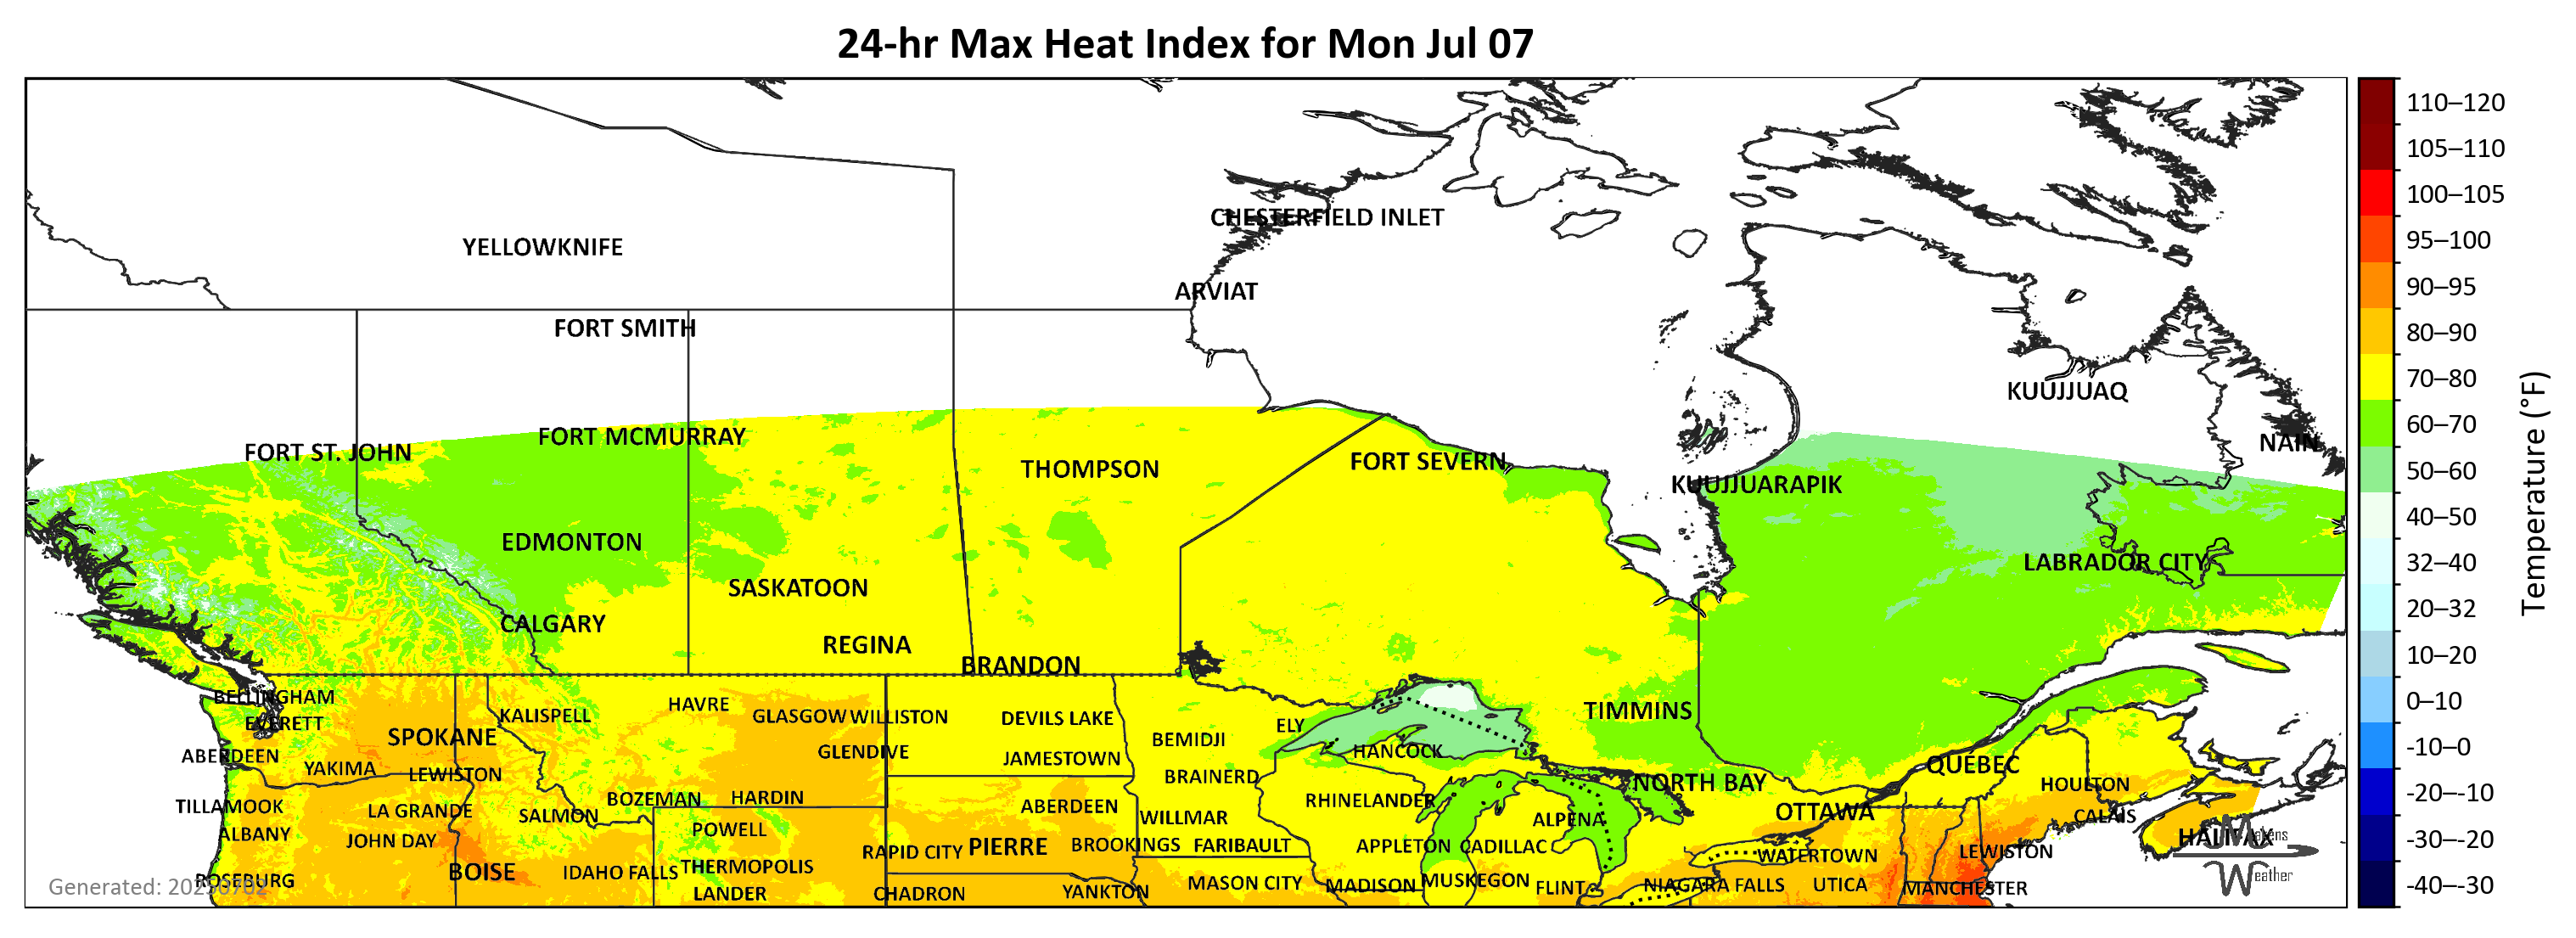 24-hr Max Heat Index for Mon Jul 07
CHESTERFIELD INLET
YELLOWKNIFE
ARVIAT
FORT SMITH
KUUJJUAQ
FORT MCMURRAY
NAIN
FORT ST. JOHN
FORT SEVERN
THOMPSON
KUUJJUARAPIK
EDMONTON
LABRADOR CITY
SASKATOON
CALGARY
REGINA
BRANDON
BELLINGHAM
HAVRE
TIMMINS
KALISPELL
GLASGOW WILLISTON
DEVILS LAKE
EVERETT
ELY
SPOKANE
BEMIDJI
GLENDIVE
HANCOCK
ABERDEEN
JAMESTOWN
QUÉBEC
YAKIMA
LEWISTON
BRAINERD
NORTH BAY
HOULTON
BOZEMAN
HARDIN
RHINELANDER
TILLAMOOK
LA GRANDE
ABERDEEN
OTTAWA
SALMON
WILLMAR
CALAIS
ALPENA
ALBANY
POWELL
HALIFAX
JOHN DAY
PIERRE
BROOKINGS
FARIBAULT
APPLETON
CADILLAC
RAPID CITY
LEWISTON
WATERTOWN
BOISE
IDAHO FALLS
THERMOPOLIS
ROSEBURG
MUSKEGON
MASON CITY
MADISON
FLINT
NIAGARA FALLS
UTICA
MANCHESTER
LANDER
CHADRON
YANKTON
Generated: 20250702
Weather
110–120
105–110
100–105
95–100
90–95
80–90
70–80
60–70
50–60
40–50
32–40
20–32
10–20
0–10
-10–0
-20–-10
-30–-20
-40–-30
Temperature (°F)